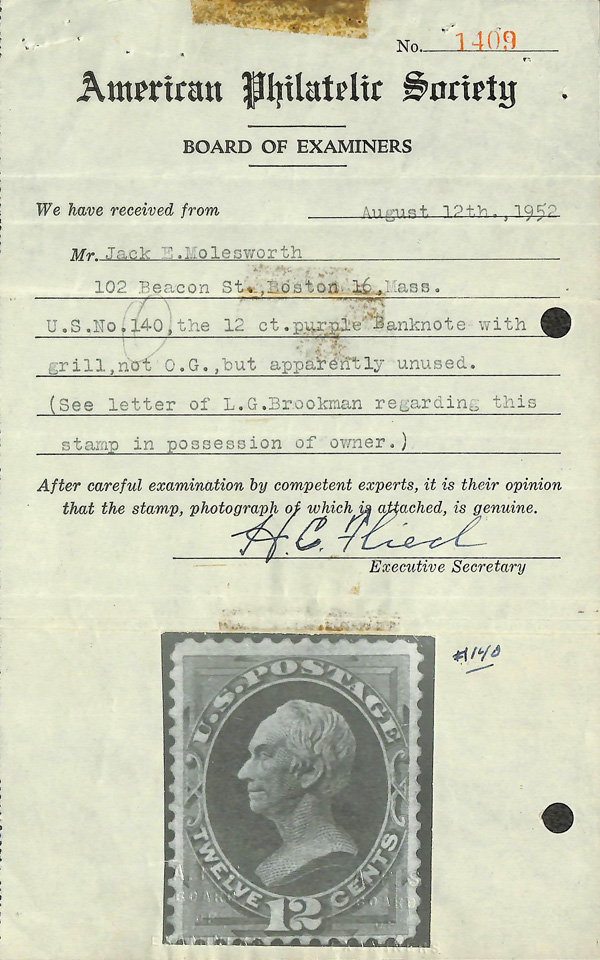 No. 1409
American Philatelic Society
BOARD OF EXAMINERS
We have received from August 12th.,1952
Mr. Jack E.Molesworth
102 Beacon St.,Boston 16,Mass.
U.S.No.140,the 12 ct.purple Banknote with
grill,not O.G.,but apparently unused.
(See letter of L.G.Brookman regarding this
stamp in possession of owner.)
After careful examination by competent experts, it is their opinion
that the stamp, photograph of which is attached, is genuine.
H.C. Flied
Executive Secretary
#140
U.S. POSTAGE
TWELVE 12 CENTS
BOARD BOARD